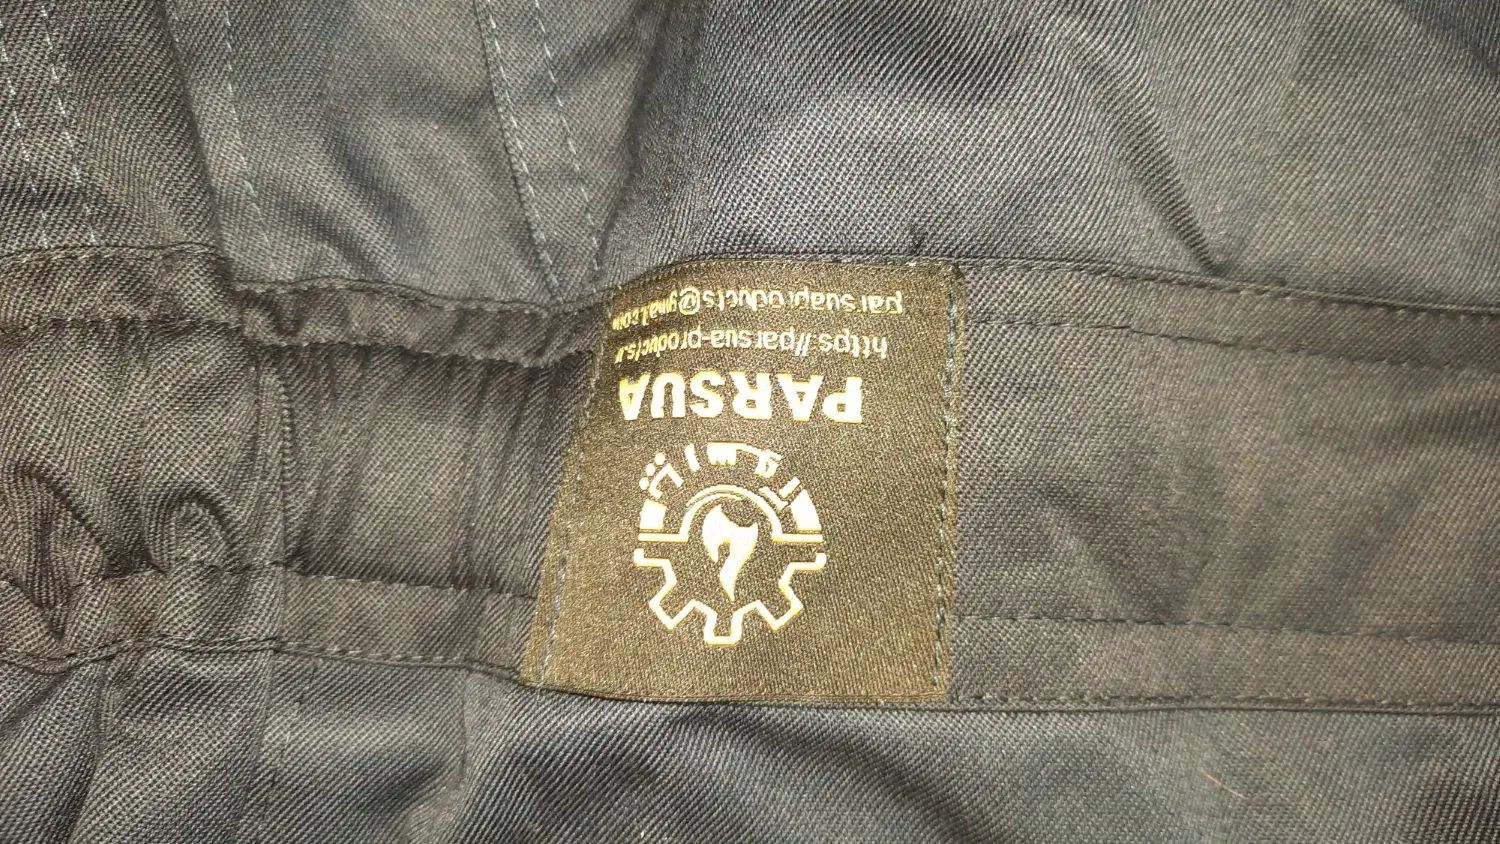 PARSUA
https://parsua-products.ir
parsuaproducts@gmail.com